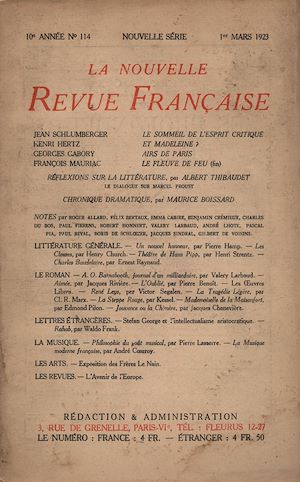 10e ANNÉE No 114 NOUVELLE SÉRIE 1er MARS 1923
LA NOUVELLE
REVUE FRANÇAISE
JEAN SCHLUMBERGER LE SOMMEIL DE L'ESPRIT CRITIQUE
HENRI HERTZ ET MADELEINE ?
GEORGES GABORY AIRS DE PARIS
FRANÇOIS MAURIAC LE FLEUVE DE FEU (fin)
RÉFLEXIONS SUR LA LITTÉRATURE, par ALBERT THIBAUDET
LE DIALOGUE SUR MARCEL PROUST
CHRONIQUE DRAMATIQUE, par MAURICE BOISSARD
NOTES par ROGER ALLARD, FÉLIX BERTAUX, EMMA CABIRE, BENJAMIN CRÉMIEUX, CHARLES
DU BOS, PAUL FIERENS, ROBERT HONNERT, VALERY LARBAUD, ANDRÉ LHOTE, PASCAL
PIA, PAUL RIVAL, BORIS DE SCHLŒZER, JACQUES SINDRAL, GILBERT DE VOISINS.
LITTÉRATURE GÉNÉRALE. — Un nouvel honneur, par Pierre Hamp. — Les
Clowns, par Henry Church. — Théâtre de Hans Pipp, par Henri Strentz. —
Charles Baudelaire, par Ernest Raynaud.
LE ROMAN — A. O. Barnabooth, Journal d'un milliardaire, par Valery Larbaud. —
Aimée, par Jacques Rivière. — L'Oublié, par Pierre Benoit. — Les Œuvres
Libres. — René Leys, par Victor Segalen. — La Tragédie Légère, par
Cl. R. Marx. — La Steppe Rouge, par Kessel. — Mademoiselle de la Maisonfort,
par Edmond Pilon. — Jouvence ou la Chimère, par Jacques Chenevière.
LETTRES ÉTRANGÈRES. — Stefan George et l'intellectualisme aristocratique. —
Rahab, par Waldo Frank.
LA MUSIQUE. — Philosophie du goût musical, par Pierre Lasserre. — La Musique
moderne française, par André Cœuroy.
LES ARTS. — Exposition des Frères Le Nain.
LES REVUES. — L'Avenir de l'Europe.
RÉDACTION & ADMINISTRATION
3, RUE DE GRENELLE, PARIS-VIe, TÉL : FLEURUS 12-27
LE NUMÉRO : FRANCE : 4 FR. — ÉTRANGER : 4 FR. 50